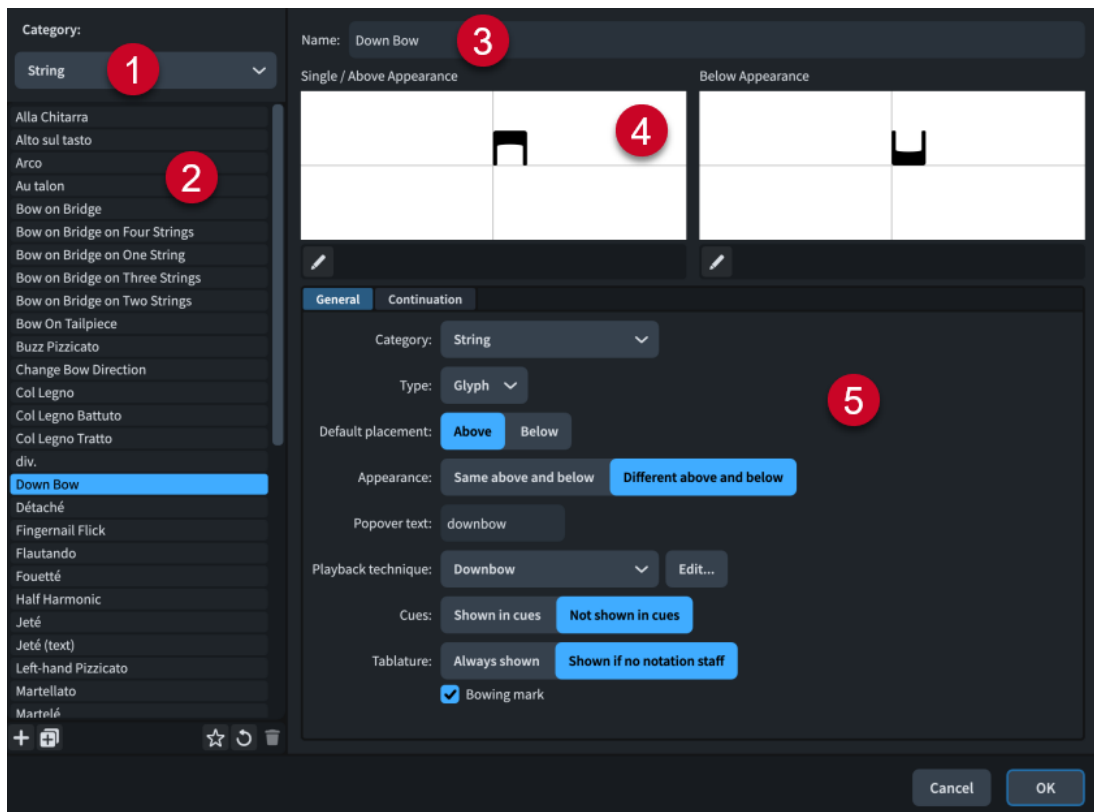 Category:
String
1
Alla Chitarra
Alto sul tasto
Arco
Au talon
2
Bow on Bridge
Bow on Bridge on Four Strings
Bow on Bridge on One String
Bow on Bridge on Three Strings
Bow on Bridge on Two Strings
Bow On Tailpiece
Buzz Pizzicato
Change Bow Direction
Col Legno
Col Legno Battuto
Col Legno Tratto
div.
Down Bow
Détaché
Fingernail Flick
Flautando
Fouetté
Half Harmonic
Jeté
Jeté (text)
Left-hand Pizzicato
Martellato
Martelé
Name: Down Bow
3
Single / Above Appearance
Below Appearance
4
General Continuation
Category: String
Type: Glyph
5
Default placement: Above Below
Appearance: Same above and below Different above and below
Popover text: downbow
Playback technique: Downbow Edit...
Cues: Shown in cues Not shown in cues
Tablature: Always shown Shown if no notation staff
Bowing mark
Cancel OK